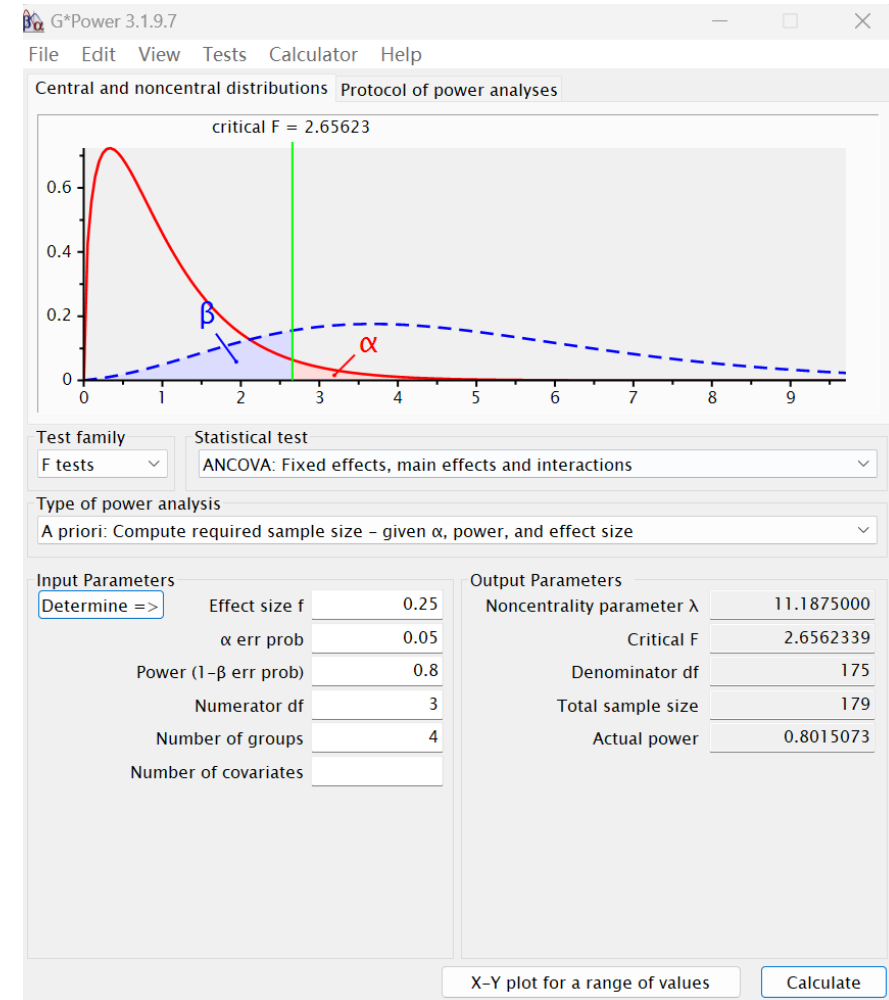 βα G*Power 3.1.9.7
File Edit View Tests Calculator Help
Central and noncentral distributions Protocol of power analyses
critical F = 2.65623
0.6
0.4
0.2
0
β
α
0 1 2 3 4 5 6 7 8 9
Test family Statistical test
F tests ANCOVA: Fixed effects, main effects and interactions
Type of power analysis
A priori: Compute required sample size – given α, power, and effect size
Input Parameters Output Parameters
Determine => Effect size f 0.25 Noncentrality parameter λ 11.1875000
α err prob 0.05 Critical F 2.6562339
Power (1-β err prob) 0.8 Denominator df 175
Numerator df 3 Total sample size 179
Number of groups 4 Actual power 0.8015073
Number of covariates
X-Y plot for a range of values Calculate